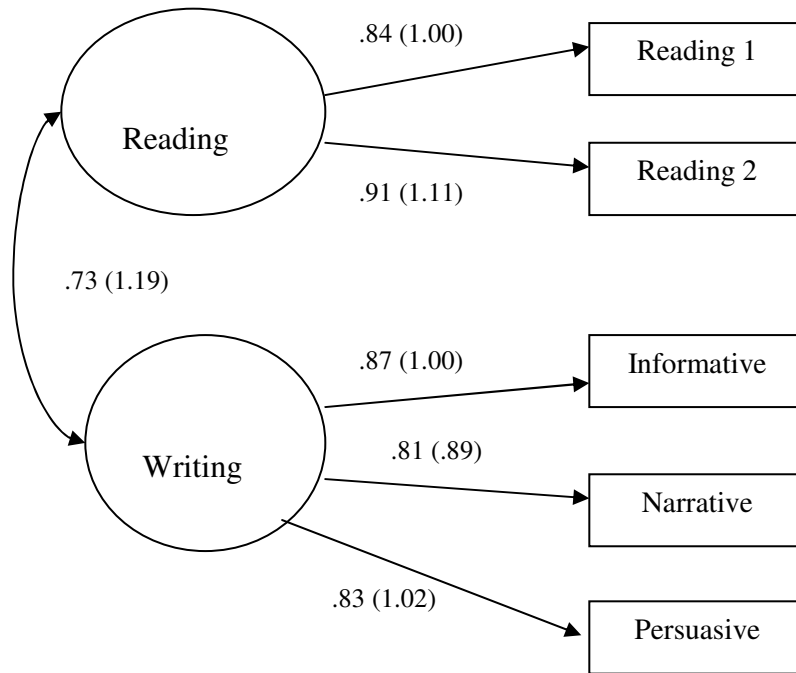 .84 (1.00)
Reading 1
Reading
Reading 2
.91 (1.11)
.73 (1.19)
.87 (1.00)
Informative
.81 (.89)
Writing
Narrative
.83 (1.02)
Persuasive